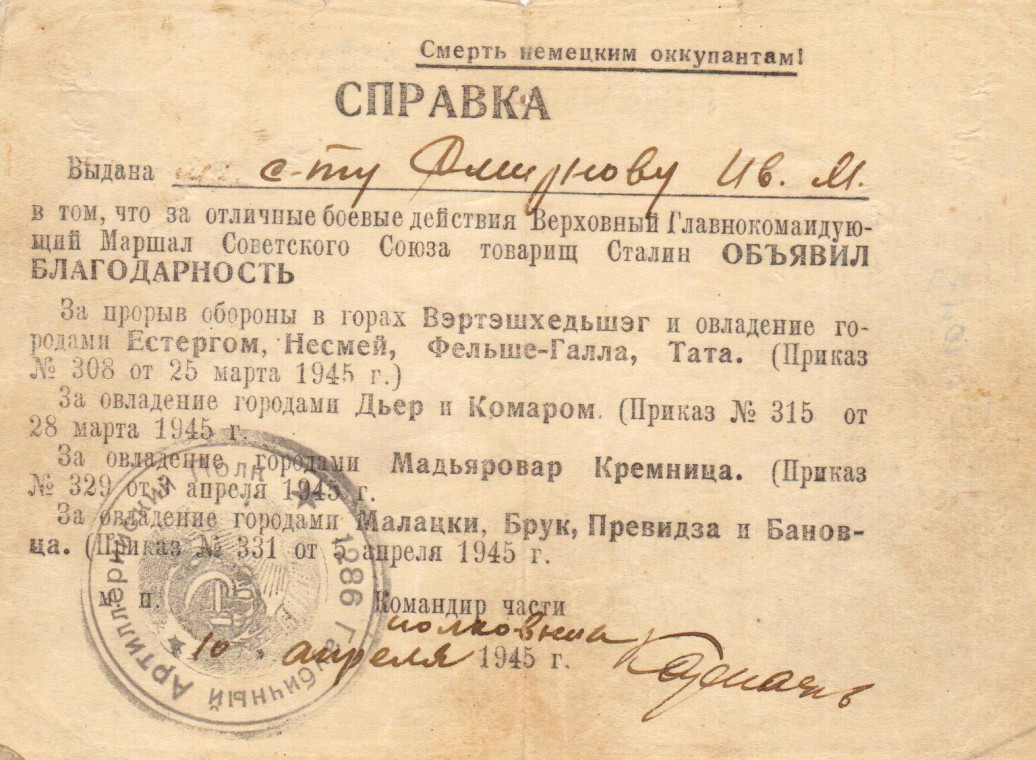 Смерть немецким оккупантам!
СПРАВКА
Выдана с-ту Смирнову Ив. М.
в том, что за отличные боевые действия Верховный Главнокомандую-
щий Маршал Советского Союза товарищ Сталин ОБЪЯВИЛ
БЛАГОДАРНОСТЬ
За прорыв обороны в горах Вэртэшхедьшэг и овладение го-
родами Естергом, Несмей, Фельше-Галла, Тата. (Приказ
№ 308 от 25 марта 1945 г.)
За овладение городами Дьер и Комаром. (Приказ № 315 от
28 марта 1945 г.
За овладение городами Мадьяровар Кремница. (Приказ
№ 329 от 3 апреля 1945 г.
За овладение городами Малацки, Брук, Превидза и Банов-
ца. (Приказ № 331 от 5 апреля 1945 г.
м. п. Командир части
полковник
10 апреля 1945 г.
1286 Гаубичный Артиллерийский Полк